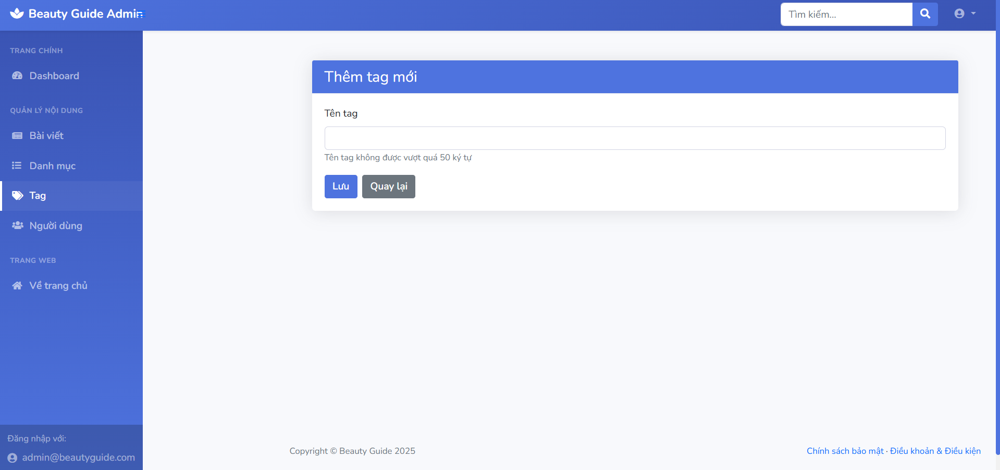 Beauty Guide Admin
Tìm kiếm...
TRANG CHÍNH
Dashboard
QUẢN LÝ NỘI DUNG
Bài viết
Danh mục
Tag
Người dùng
TRANG WEB
Về trang chủ
Đăng nhập với:
admin@beautyguide.com
Thêm tag mới
Tên tag
Tên tag không được vượt quá 50 ký tự
Lưu Quay lại
Copyright © Beauty Guide 2025
Chính sách bảo mật · Điều khoản & Điều kiện